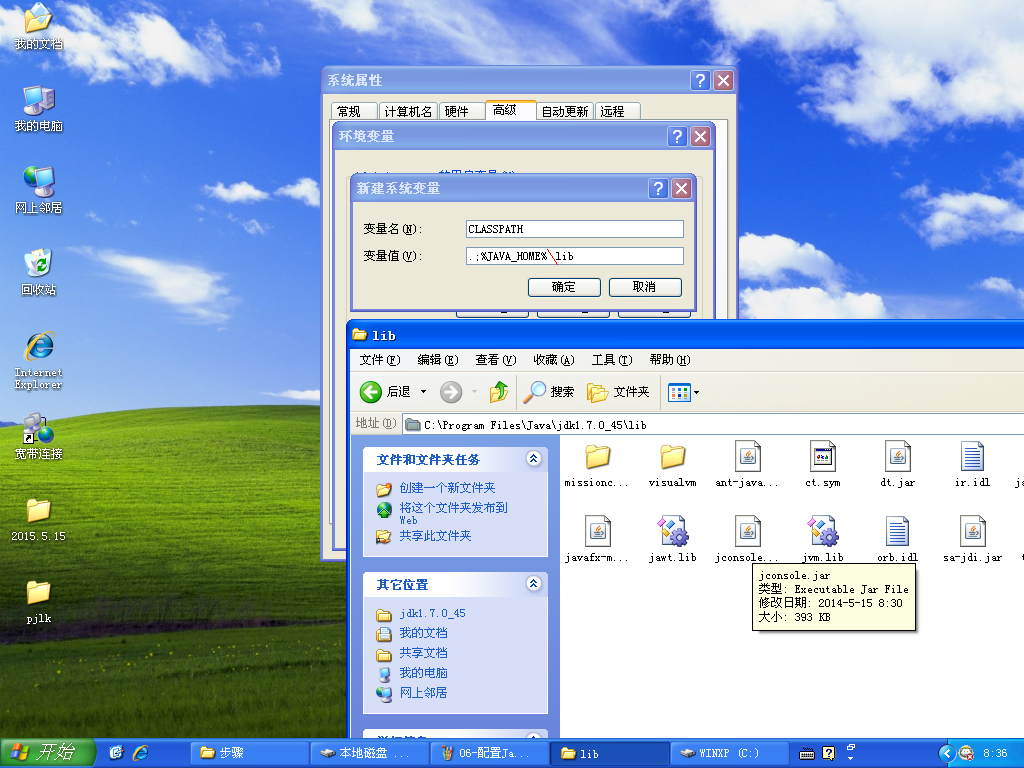 我的文档
我的电脑
网上邻居
回收站
Internet
Explorer
宽带连接
2015.5.15
pjlk
系统属性
常规
计算机名
硬件
高级
自动更新
远程
环境变量
新建系统变量
变量名(N):
CLASSPATH
变量值(V):
.;%JAVA_HOME%\lib
确定
取消
lib
文件(F)
编辑(E)
查看(V)
收藏(A)
工具(T)
帮助(H)
后退
搜索
文件夹
地址(D)
C:\Program Files\Java\jdk1.7.0_45\lib
文件和文件夹任务
创建一个新文件夹
将这个文件夹发布到
Web
共享此文件夹
其它位置
jdk1.7.0_45
我的文档
共享文档
我的电脑
网上邻居
missionc...
visualvm
ant-java...
ct.sym
dt.jar
ir.idl
javafx-m...
jawt.lib
jconsole...
jvm.lib
orb.idl
sa-jdi.jar
jconsole.jar
类型: Executable Jar File
修改日期: 2014-5-15 8:30
大小: 393 KB
开始
步骤
本地磁盘 ...
06-配置Ja...
lib
WINXP (C:)
8:36